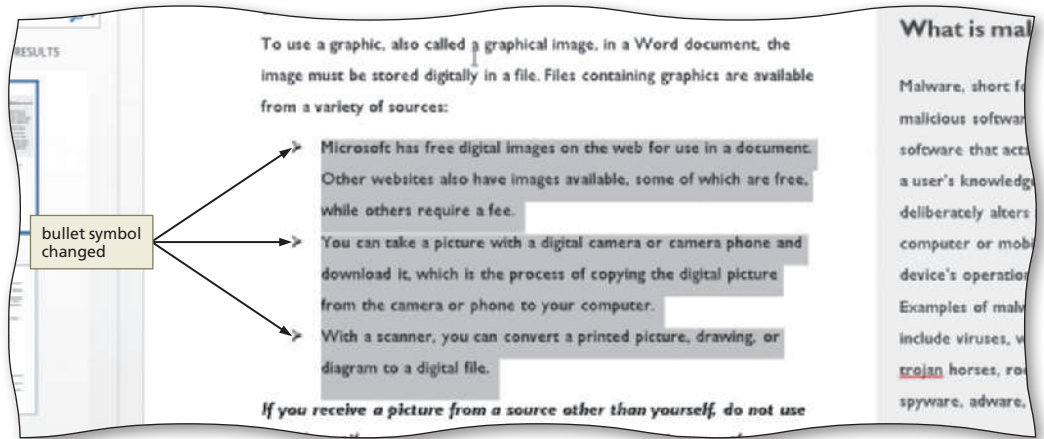 RESULTS
To use a graphic, also called a graphical image, in a Word document, the
image must be stored digitally in a file. Files containing graphics are available
from a variety of sources:
➢ Microsoft has free digital images on the web for use in a document.
Other websites also have images available, some of which are free,
while others require a fee.
➢ You can take a picture with a digital camera or camera phone and
download it, which is the process of copying the digital picture
from the camera or phone to your computer.
➢ With a scanner, you can convert a printed picture, drawing, or
diagram to a digital file.
If you receive a picture from a source other than yourself, do not use
bullet symbol
changed
What is mal
Malware, short fo
malicious softwar
software that acts
a user's knowledge
deliberately alters
computer or mobi
device's operation
Examples of malw
include viruses, w
trojan horses, roo
spyware, adware,